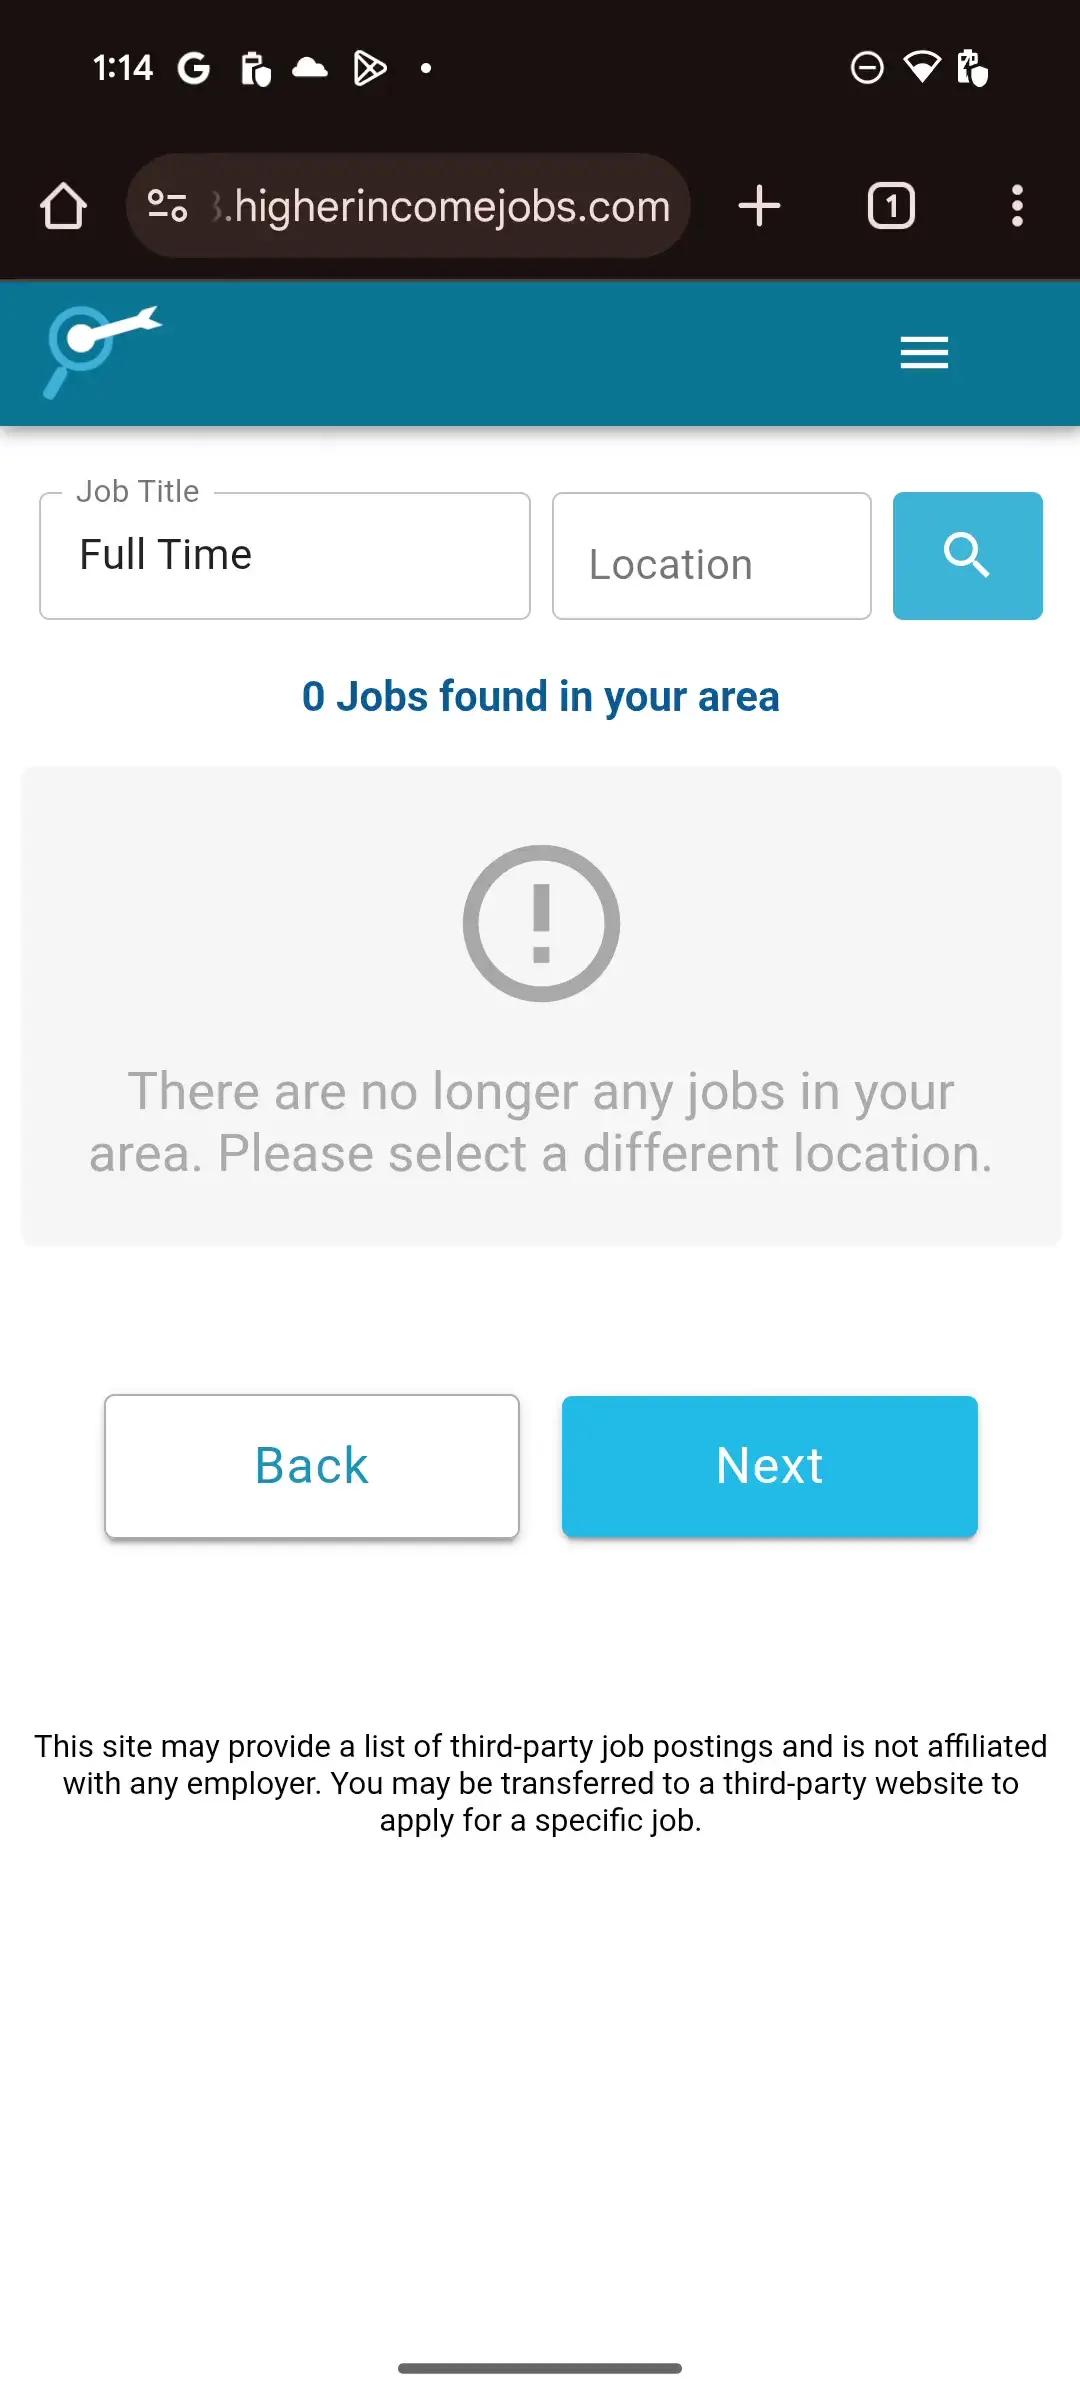 1:14
.higherincomejobs.com
1
Job Title
Full Time
Location
0 Jobs found in your area
There are no longer any jobs in your
area. Please select a different location.
Back
Next
This site may provide a list of third-party job postings and is not affiliated
with any employer. You may be transferred to a third-party website to
apply for a specific job.